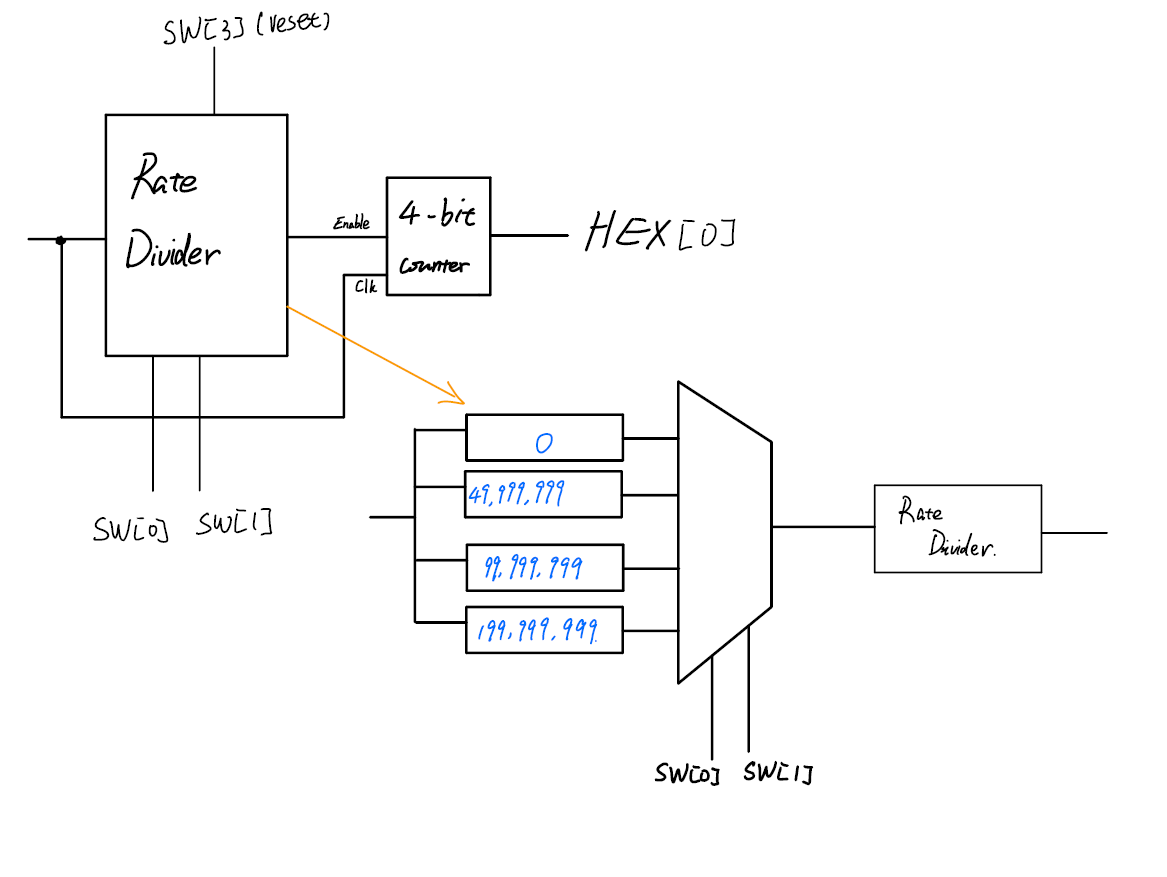 SW[3] (reset)
Rate
Divider
Enable
4-bit
Counter
Clk
HEX[0]
SW[0]
SW[1]
0
49,999,999
99,999,999
199,999,999.
Rate
Divider.
SW[0]
SW[1]